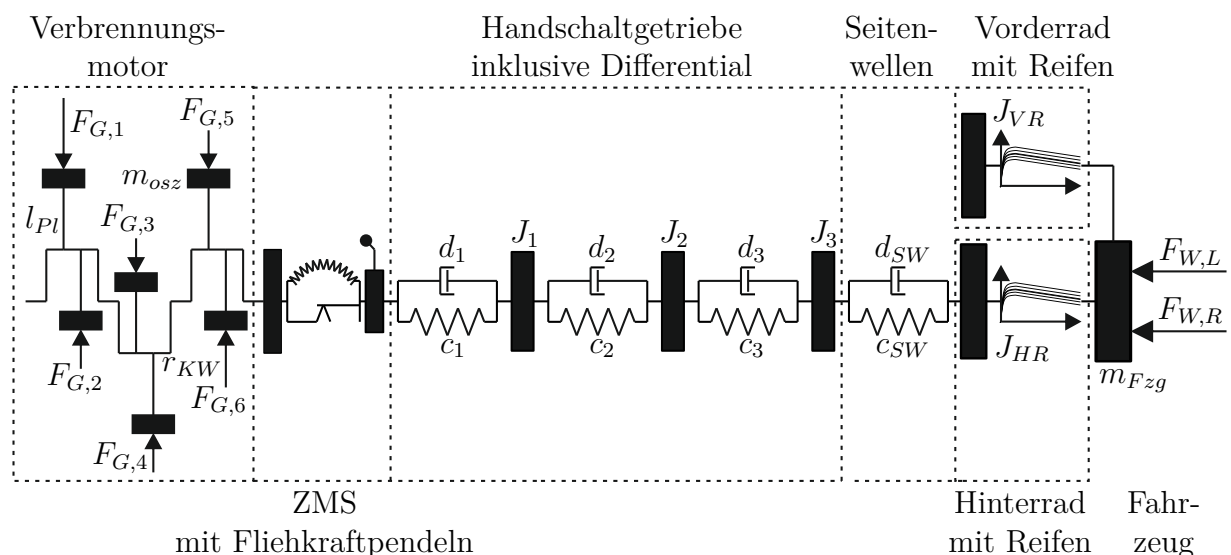 Verbrennungs-
motor
Handschaltgetriebe
inklusive Differential
Seiten-
wellen
Vorderrad
mit Reifen
F_{G,1}
F_{G,5}
m_{osz}
l_{Pl}
F_{G,3}
F_{G,2}
r_{KW}
F_{G,6}
F_{G,4}
d_1
J_1
d_2
J_2
d_3
J_3
d_{SW}
c_1
c_2
c_3
c_{SW}
J_{VR}
J_{HR}
F_{W,L}
F_{W,R}
m_{Fzg}
ZMS
mit Fliehkraftpendeln
Hinterrad
mit Reifen
Fahr-
zeug